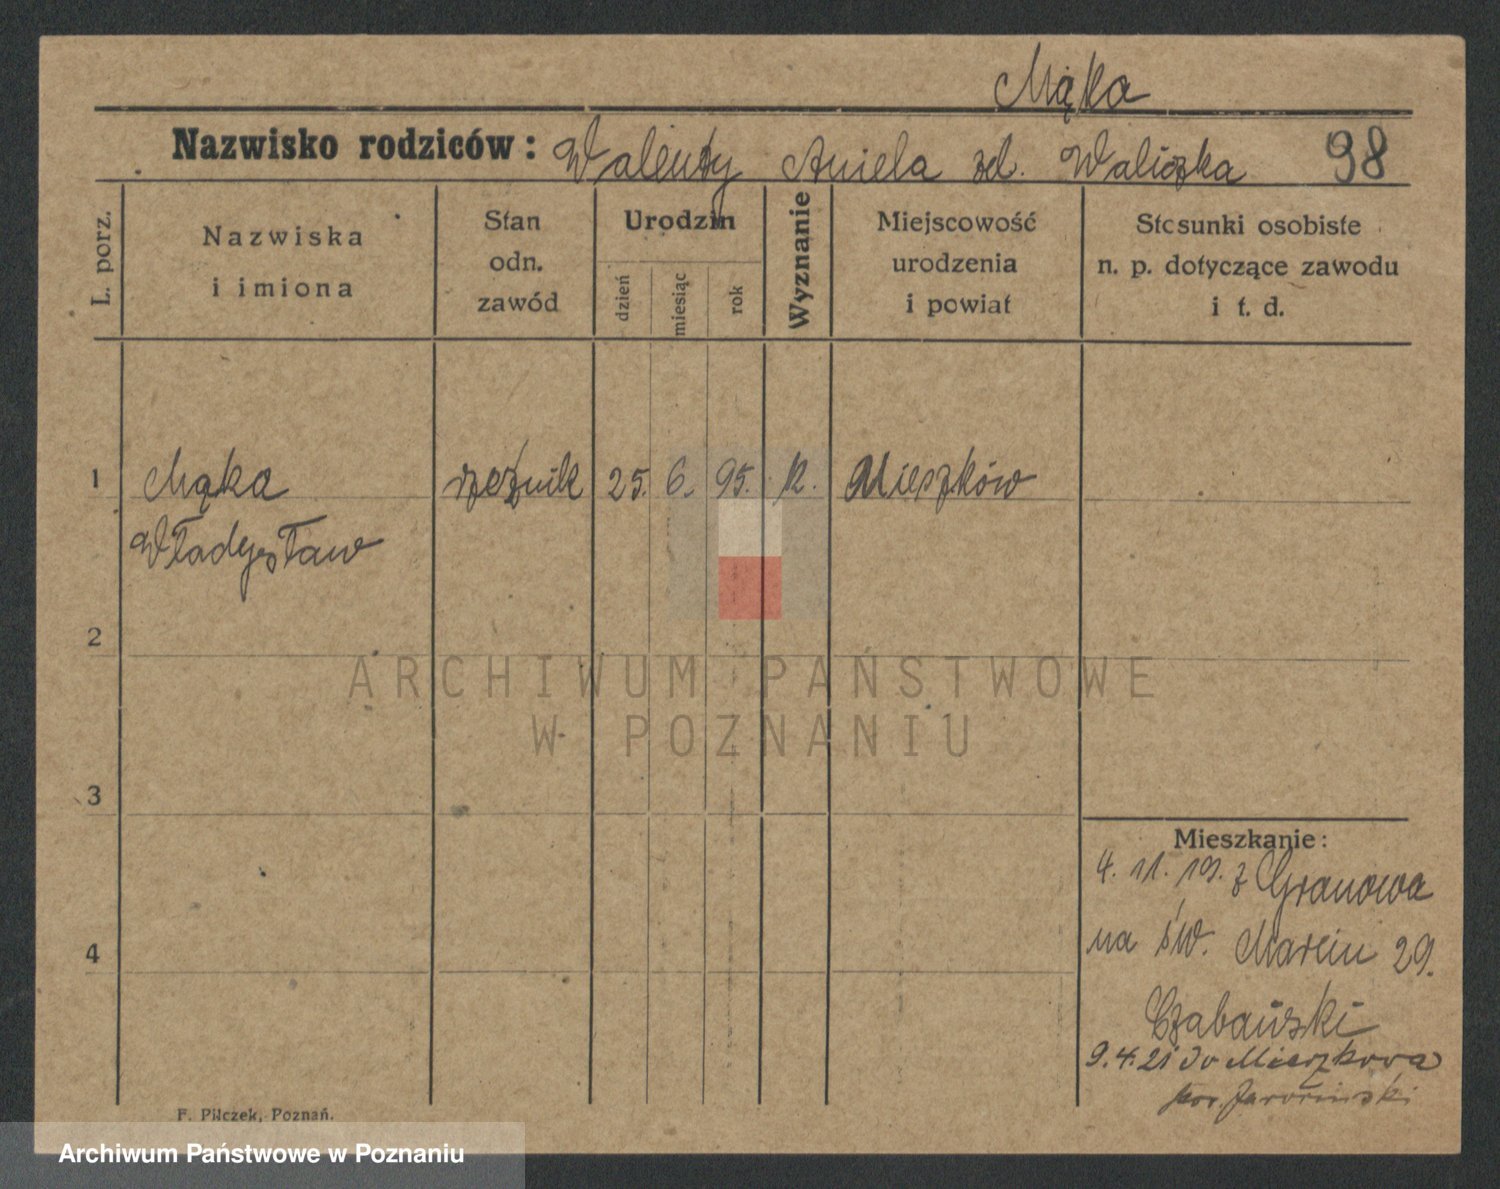 Mąka
Nazwisko rodziców: Walenty Aniela zd. Waliczka 98
L. porz.
Nazwiska
i imiona
Stan
odn.
zawód
Urodzin
dzień
miesiąc
rok
Wyznanie
Miejscowość
urodzenia
i powiat
Stosunki osobiste
n. p. dotyczące zawodu
i t. d.
1 Mąka rzeźnik 25. 6. 95. k. Mieszków
Władysław
2
ARCHIWUM PAŃSTWOWE
W POZNANIU
3
Mieszkanie:
4. 11. 19. z Granowa
na św. Marcin 29.
4
Czabański
9.4.21 do Mieszkowa
pow. Jarociński
F. Pilczek, Poznań.
Archiwum Państwowe w Poznaniu